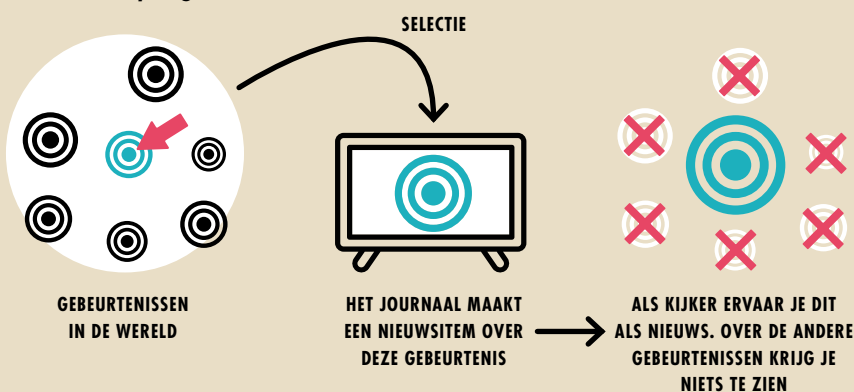 SELECTIE
GEBEURTENISSEN
IN DE WERELD
HET JOURNAAL MAAKT
EEN NIEUWSITEM OVER
DEZE GEBEURTENIS
ALS KIJKER ERVAAR JE DIT
ALS NIEUWS. OVER DE ANDERE
GEBEURTENISSEN KRIJG JE
NIETS TE ZIEN